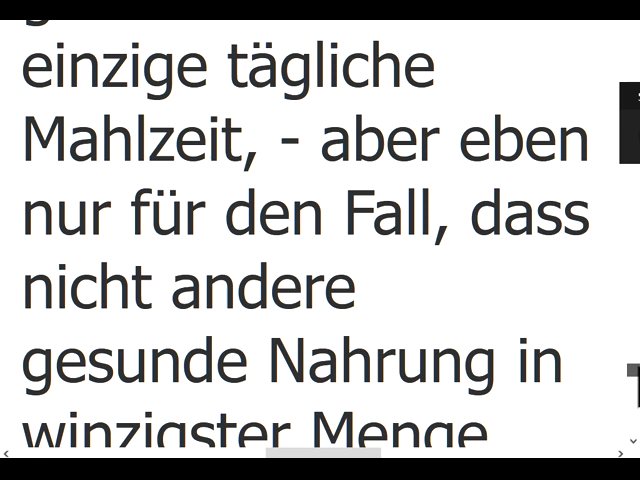 einzige tägliche
Mahlzeit, - aber eben
nur für den Fall, dass
nicht andere
gesunde Nahrung in
winzigster Menge